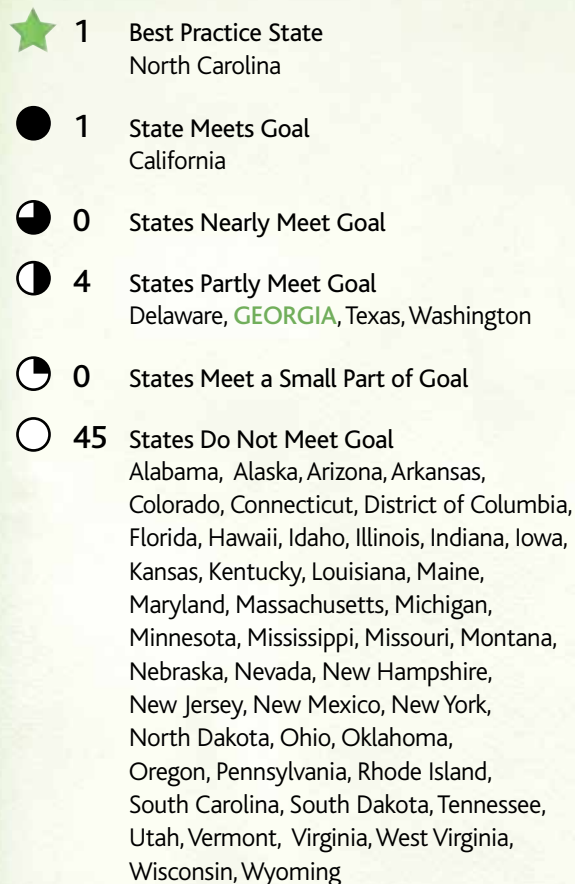 1 Best Practice State
North Carolina
1 State Meets Goal
California
0 States Nearly Meet Goal
4 States Partly Meet Goal
Delaware, GEORGIA, Texas, Washington
0 States Meet a Small Part of Goal
45 States Do Not Meet Goal
Alabama, Alaska, Arizona, Arkansas,
Colorado, Connecticut, District of Columbia,
Florida, Hawaii, Idaho, Illinois, Indiana, Iowa,
Kansas, Kentucky, Louisiana, Maine,
Maryland, Massachusetts, Michigan,
Minnesota, Mississippi, Missouri, Montana,
Nebraska, Nevada, New Hampshire,
New Jersey, New Mexico, New York,
North Dakota, Ohio, Oklahoma,
Oregon, Pennsylvania, Rhode Island,
South Carolina, South Dakota, Tennessee,
Utah, Vermont, Virginia, West Virginia,
Wisconsin, Wyoming